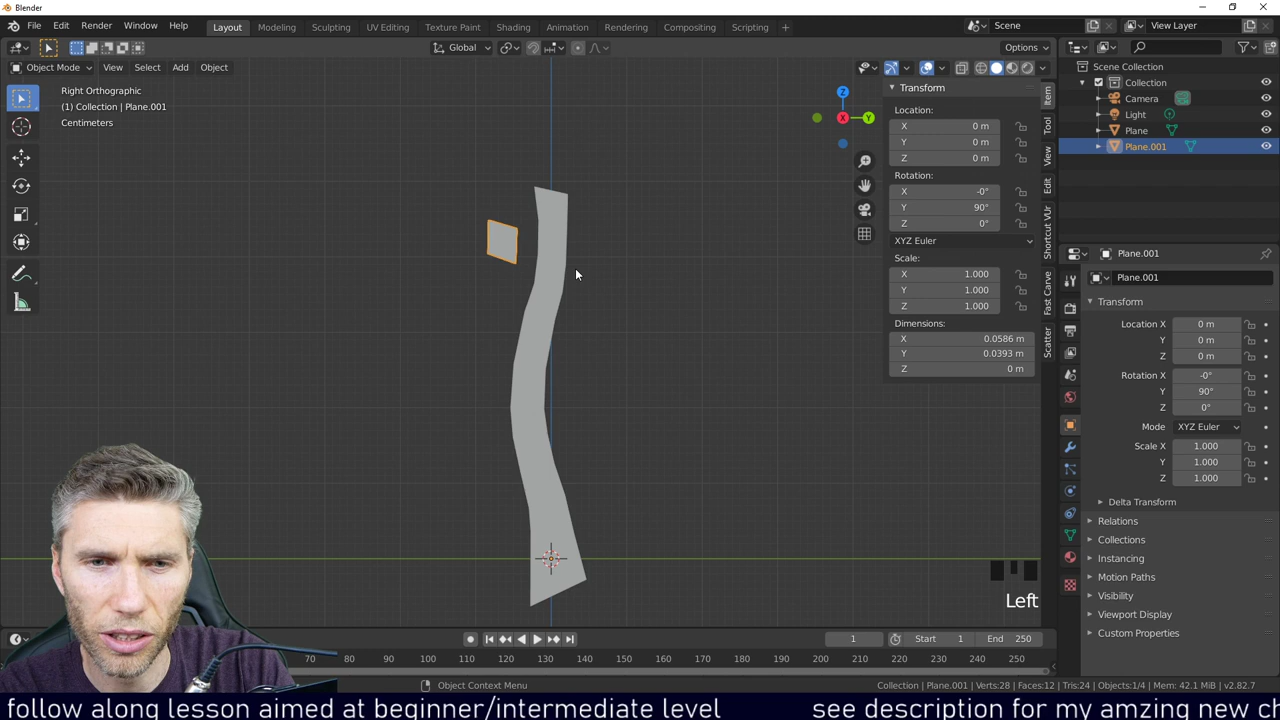 Blender
File Edit Render Window Help Layout Modeling Sculpting UV Editing Texture Paint Shading Animation Rendering Compositing Scripting + Scene View Layer
Global Options
Object Mode View Select Add Object
Right Orthographic
(1) Collection | Plane.001
Centimeters
Z
X
Y
Transform
Location:
X 0 m
Y 0 m
Z 0 m
Rotation:
X -0°
Y 90°
Z 0°
XYZ Euler
Scale:
X 1.000
Y 1.000
Z 1.000
Dimensions:
X 0.0586 m
Y 0.0393 m
Z 0 m
Item
Tool
View
Edit
Shortcut VUr
Fast Carve
Scatter
Scene Collection
Collection
Camera
Light
Plane
Plane.001
Plane.001
Plane.001
Transform
Location X 0 m
Y 0 m
Z 0 m
Rotation X -0°
Y 90°
Z 0°
Mode XYZ Euler
Scale X 1.000
Y 1.000
Z 1.000
Delta Transform
Relations
Collections
Instancing
Motion Paths
Visibility
Viewport Display
Custom Properties
Left
1 Start 1 End 250
70 80 90 100 110 120 130 140 150 160 170 180 190 200 210 220 230 240 250
Object Context Menu
Collection | Plane.001 | Verts:28 | Faces:12 | Tris:24 | Objects:1/4 | Mem: 42.1 MiB | v2.82.7
follow along lesson aimed at beginner/intermediate level see description for my amzing new ch